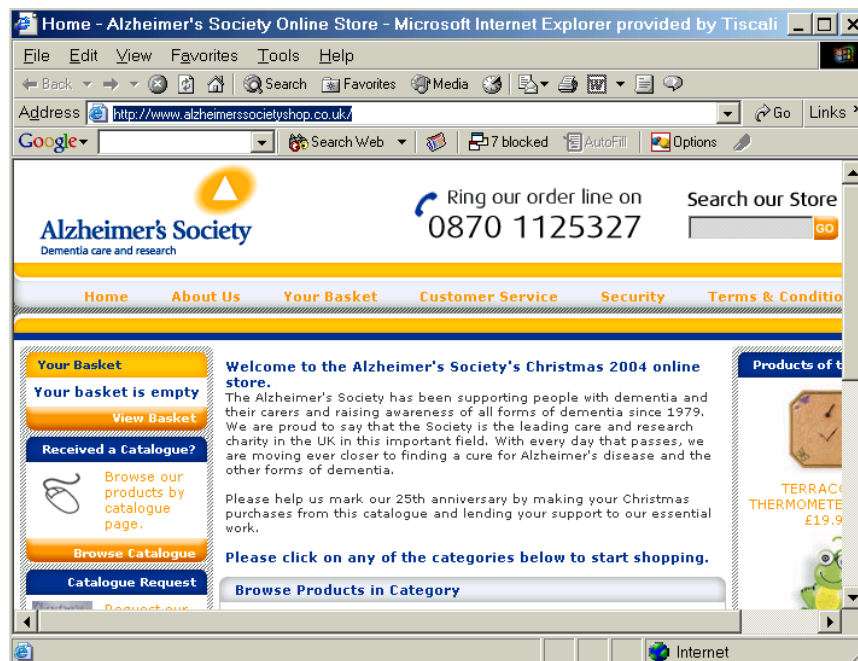 Home - Alzheimer's Society Online Store - Microsoft Internet Explorer provided by Tiscali
File Edit View Favorites Tools Help
Back Search Favorites Media
Address http://www.alzheimerssocietyshop.co.uk/ Go Links
Google Search Web 7 blocked AutoFill Options
Ring our order line on
0870 1125327
Search our Store
GO
Alzheimer's Society
Dementia care and research
Home About Us Your Basket Customer Service Security Terms & Conditio
Your Basket
Your basket is empty
View Basket
Received a Catalogue?
Browse our
products by
catalogue
page.
Browse Catalogue
Catalogue Request
Request our
Welcome to the Alzheimer's Society's Christmas 2004 online
store.
The Alzheimer's Society has been supporting people with dementia and
their carers and raising awareness of all forms of dementia since 1979.
We are proud to say that the Society is the leading care and research
charity in the UK in this important field. With every day that passes, we
are moving ever closer to finding a cure for Alzheimer's disease and the
other forms of dementia.
Please help us mark our 25th anniversary by making your Christmas
purchases from this catalogue and lending your support to our essential
work.
Please click on any of the categories below to start shopping.
Browse Products in Category
Products of t
TERRACO
THERMOMETE
£19.9
Internet